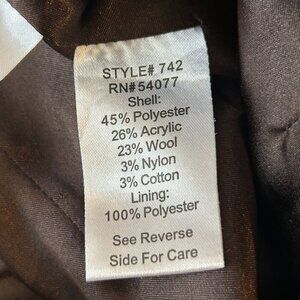 STYLE# 742
RN#54077
Shell:
45% Polyester
26% Acrylic
23% Wool
3% Nylon
3% Cotton
Lining:
100% Polyester
See Reverse
Side For Care